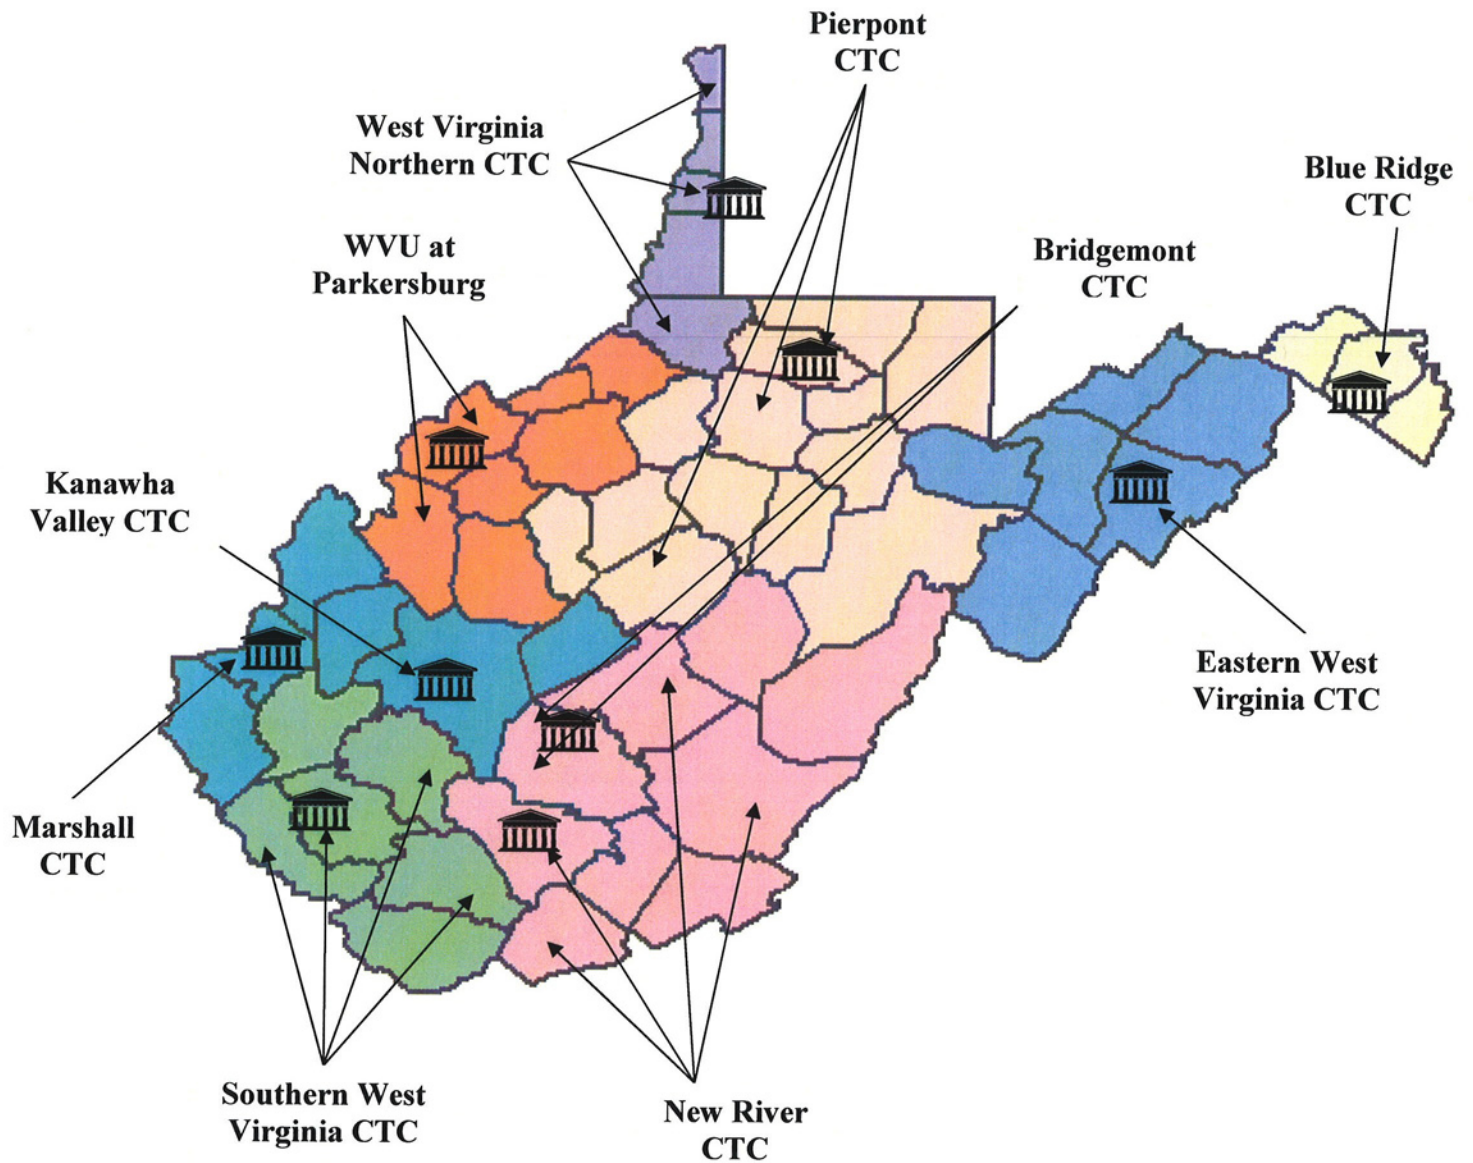 Pierpont
CTC
West Virginia
Northern CTC
Blue Ridge
CTC
WVU at
Parkersburg
Bridgemont
CTC
Kanawha
Valley CTC
Eastern West
Virginia CTC
Marshall
CTC
Southern West
Virginia CTC
New River
CTC